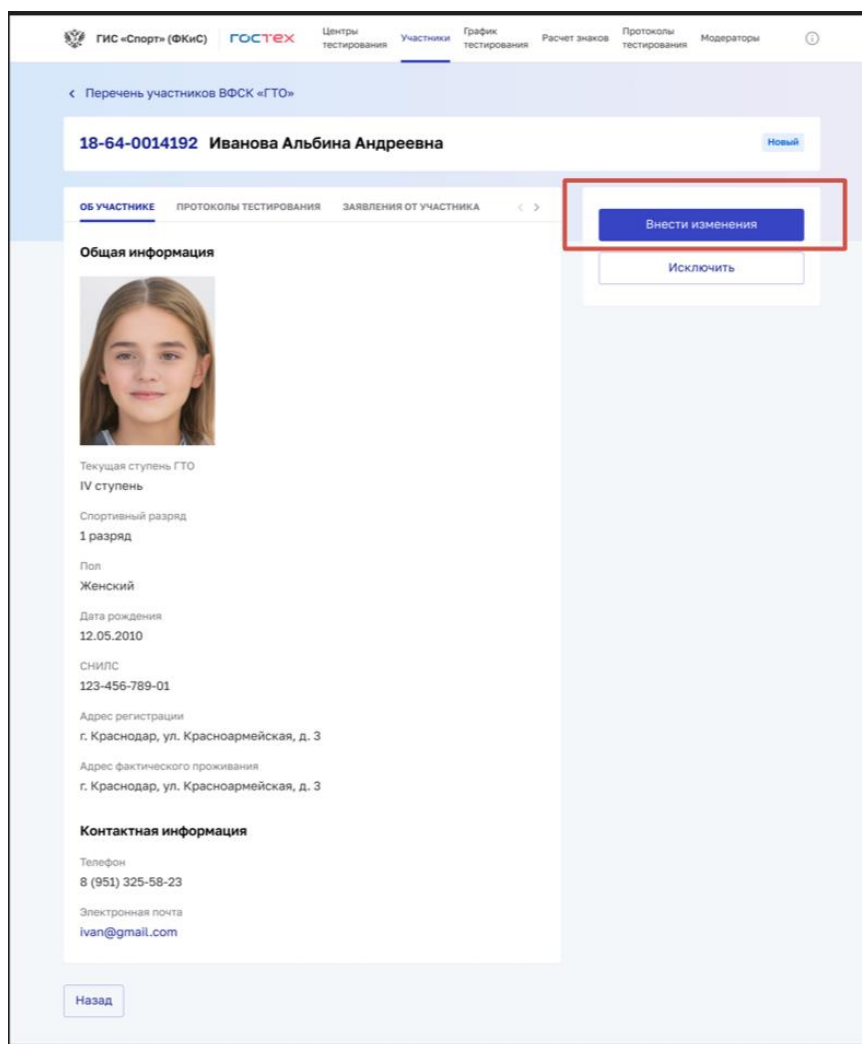 ГИС «Спорт» (ФКиС)
ГОСТЕХ
Центры
тестирования
Участники
График
тестирования
Расчет знаков
Протоколы
тестирования
Модераторы
Перечень участников ВФСК «ГТО»
18-64-0014192 Иванова Альбина Андреевна
Новый
ОБ УЧАСТНИКЕ
ПРОТОКОЛЫ ТЕСТИРОВАНИЯ
ЗАЯВЛЕНИЯ ОТ УЧАСТНИКА
Внести изменения
Исключить
Общая информация
Текущая ступень ГТО
IV ступень
Спортивный разряд
1 разряд
Пол
Женский
Дата рождения
12.05.2010
СНИЛС
123-456-789-01
Адрес регистрации
г. Краснодар, ул. Красноармейская, д. 3
Адрес фактического проживания
г. Краснодар, ул. Красноармейская, д. 3
Контактная информация
Телефон
8 (951) 325-58-23
Электронная почта
ivan@gmail.com
Назад